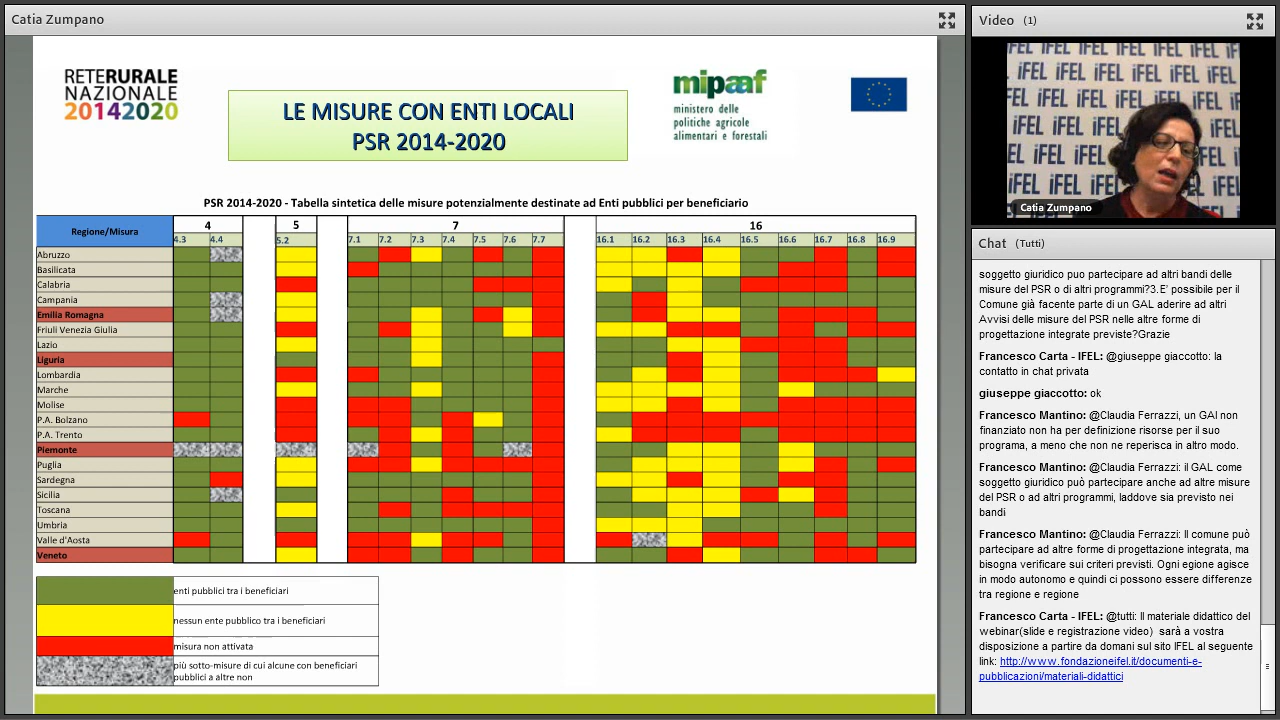 Catia Zumpano
RETERURALE
NAZIONALE
20142020
LE MISURE CON ENTI LOCALI
PSR 2014-2020
mipaaf
ministero delle
politiche agricole
alimentari e forestali
PSR 2014-2020 - Tabella sintetica delle misure potenzialmente destinate ad Enti pubblici per beneficiario
Regione/Misura 4 5 7 16
4.3 4.4 5.2 7.1 7.2 7.3 7.4 7.5 7.6 7.7 16.1 16.2 16.3 16.4 16.5 16.6 16.7 16.8 16.9
Abruzzo
Basilicata
Calabria
Campania
Emilia Romagna
Friuli Venezia Giulia
Lazio
Liguria
Lombardia
Marche
Molise
P.A. Bolzano
P.A. Trento
Piemonte
Puglia
Sardegna
Sicilia
Toscana
Umbria
Valle d'Aosta
Veneto
enti pubblici tra i beneficiari
nessun ente pubblico tra i beneficiari
misura non attivata
più sotto-misure di cui alcune con beneficiari
pubblici a altre non
Video (1)
iFEL iFEL iFEL iFEL
Catia Zumpano
Chat (Tutti)
soggetto giuridico puo partecipare ad altri bandi delle
misure del PSR o di altri programmi?3.E' possibile per il
Comune già facente parte di un GAL aderire ad altri
Avvisi delle misure del PSR nelle altre forme di
progettazione integrate previste?Grazie
Francesco Carta - IFEL: @giuseppe giaccotto: la
contatto in chat privata
giuseppe giaccotto: ok
Francesco Mantino: @Claudia Ferrazzi, un GAl non
finanziato non ha per definizione risorse per il suo
programa, a meno che non ne reperisca in altro modo.
Francesco Mantino: @Claudia Ferrazzi: il GAL come
soggetto giuridico può partecipare anche ad altre misure
del PSR o ad altri programmi, laddove sia previsto nei
bandi
Francesco Mantino: @Claudia Ferrazzi: Il comune può
partecipare ad altre forme di progettazione integrata, ma
bisogna verificare sui criteri previsti. Ogni egione agisce
in modo autonomo e quindi ci possono essere differenze
tra regione e regione
Francesco Carta - IFEL: @tutti: Il materiale didattico del
webinar(slide e registrazione video) sarà a vostra
disposizione a partire da domani sul sito IFEL al seguente
link: http://www.fondazioneifel.it/documenti-e-
pubblicazioni/materiali-didattici